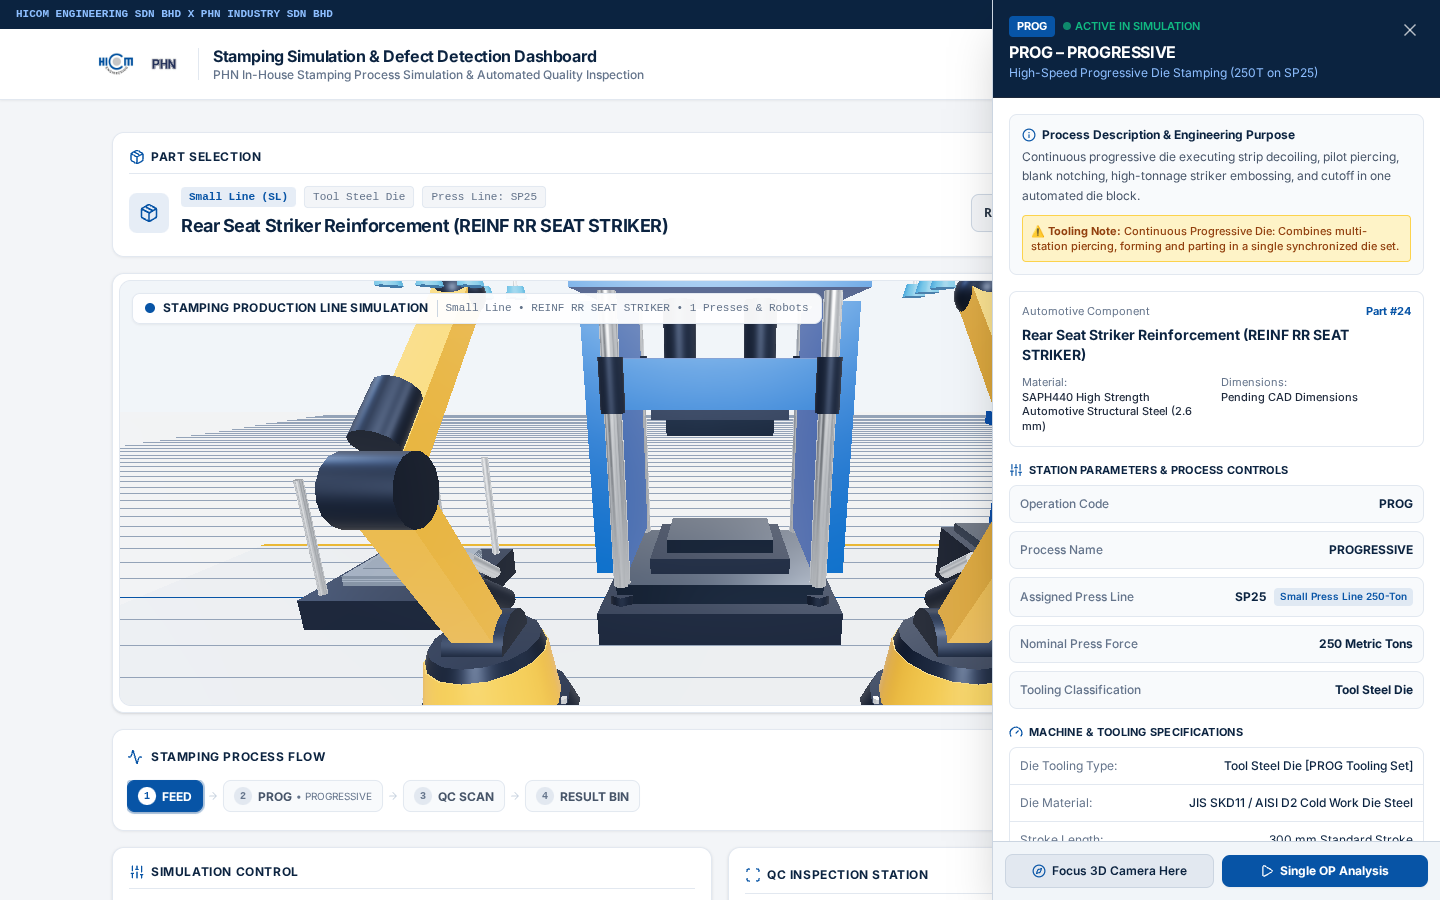 HICOM ENGINEERING SDN BHD X PHN INDUSTRY SDN BHD
HICOM
PHN
Stamping Simulation & Defect Detection Dashboard
PHN In-House Stamping Process Simulation & Automated Quality Inspection
PART SELECTION
Small Line (SL)
Tool Steel Die
Press Line: SP25
Rear Seat Striker Reinforcement (REINF RR SEAT STRIKER)
R
STAMPING PRODUCTION LINE SIMULATION
Small Line • REINF RR SEAT STRIKER • 1 Presses & Robots
STAMPING PROCESS FLOW
1 FEED
2 PROG • PROGRESSIVE
3 QC SCAN
4 RESULT BIN
SIMULATION CONTROL
QC INSPECTION STATION
PROG
ACTIVE IN SIMULATION
PROG – PROGRESSIVE
High-Speed Progressive Die Stamping (250T on SP25)
Process Description & Engineering Purpose
Continuous progressive die executing strip decoiling, pilot piercing,
blank notching, high-tonnage striker embossing, and cutoff in one
automated die block.
⚠️ Tooling Note: Continuous Progressive Die: Combines multi-
station piercing, forming and parting in a single synchronized die set.
Automotive Component
Part #24
Rear Seat Striker Reinforcement (REINF RR SEAT
STRIKER)
Material:
SAPH440 High Strength
Automotive Structural Steel (2.6
mm)
Dimensions:
Pending CAD Dimensions
STATION PARAMETERS & PROCESS CONTROLS
Operation Code
PROG
Process Name
PROGRESSIVE
Assigned Press Line
SP25
Small Press Line 250-Ton
Nominal Press Force
250 Metric Tons
Tooling Classification
Tool Steel Die
MACHINE & TOOLING SPECIFICATIONS
Die Tooling Type:
Tool Steel Die [PROG Tooling Set]
Die Material:
JIS SKD11 / AISI D2 Cold Work Die Steel
Stroke Length:
300 mm Standard Stroke
Focus 3D Camera Here
Single OP Analysis